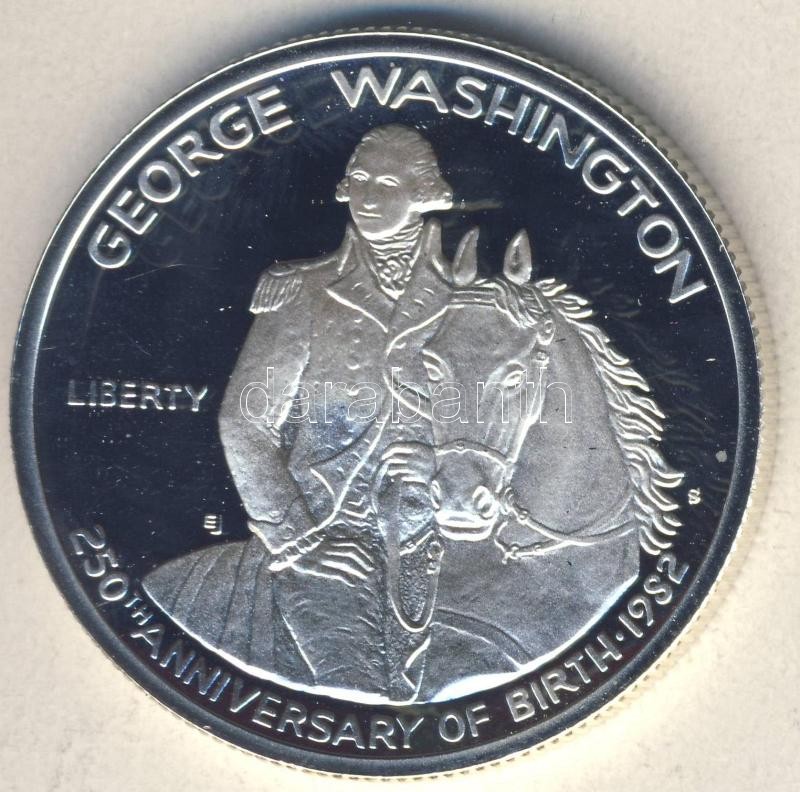 GEORGE WASHINGTON
LIBERTY
darabanth
EJ
S
250TH ANNIVERSARY OF BIRTH · 1982